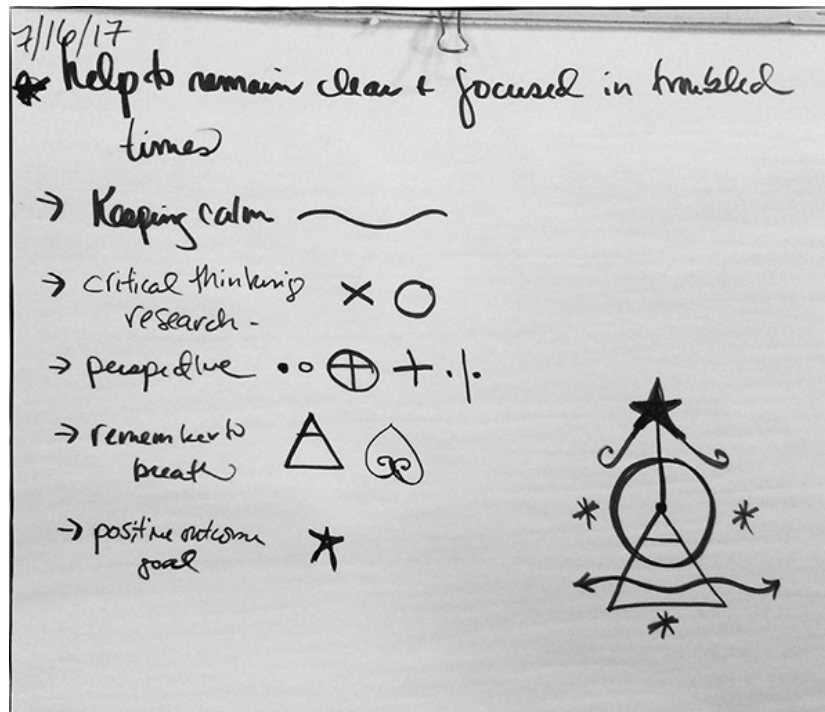 7/16/17
* help to remain clear + focused in troubled
times
→ Keeping calm
→ critical thinking
research -
→ perspective
→ remember to
breath
→ positive outcome
goal